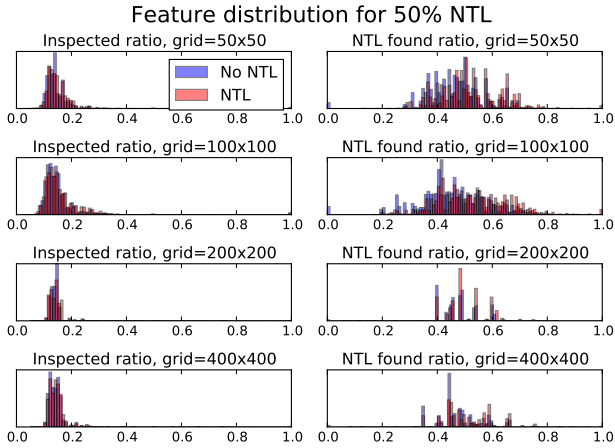 Feature distribution for 50% NTL
Inspected ratio, grid=50x50
NTL found ratio, grid=50x50
No NTL
NTL
0.0 0.2 0.4 0.6 0.8 1.0
0.0 0.2 0.4 0.6 0.8 1.0
Inspected ratio, grid=100x100
NTL found ratio, grid=100x100
0.0 0.2 0.4 0.6 0.8 1.0
0.0 0.2 0.4 0.6 0.8 1.0
Inspected ratio, grid=200x200
NTL found ratio, grid=200x200
0.0 0.2 0.4 0.6 0.8 1.0
0.0 0.2 0.4 0.6 0.8 1.0
Inspected ratio, grid=400x400
NTL found ratio, grid=400x400
0.0 0.2 0.4 0.6 0.8 1.0
0.0 0.2 0.4 0.6 0.8 1.0